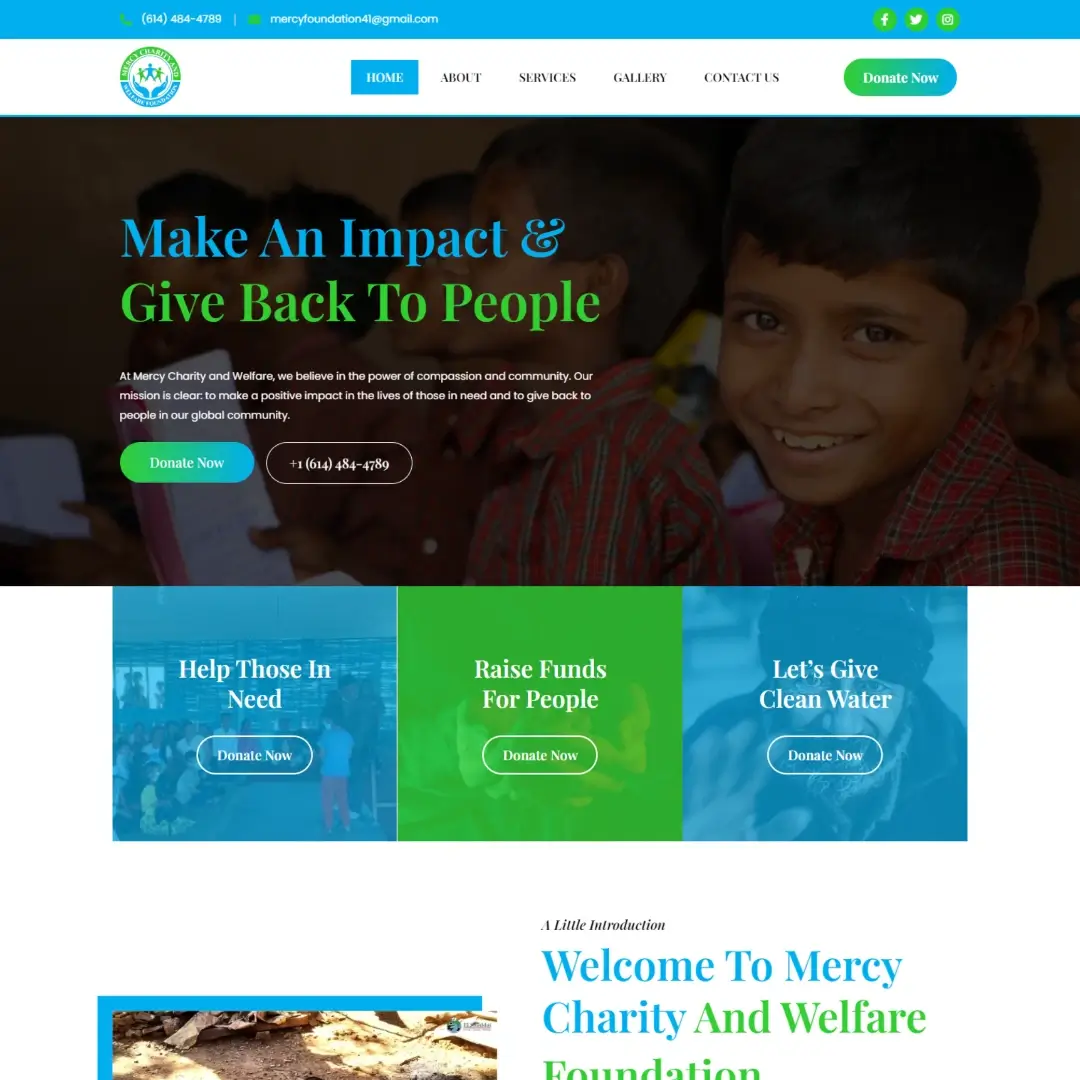 (614) 484-4789 | mercyfoundation41@gmail.com
MERCY CHARITY AND
WELFARE FOUNDATION
HOME ABOUT SERVICES GALLERY CONTACT US Donate Now
Make An Impact &
Give Back To People
At Mercy Charity and Welfare, we believe in the power of compassion and community. Our
mission is clear: to make a positive impact in the lives of those in need and to give back to
people in our global community.
Donate Now +1 (614) 484-4789
Help Those In
Need
Donate Now
Raise Funds
For People
Donate Now
Let’s Give
Clean Water
Donate Now
A Little Introduction
Welcome To Mercy
Charity And Welfare
Foundation